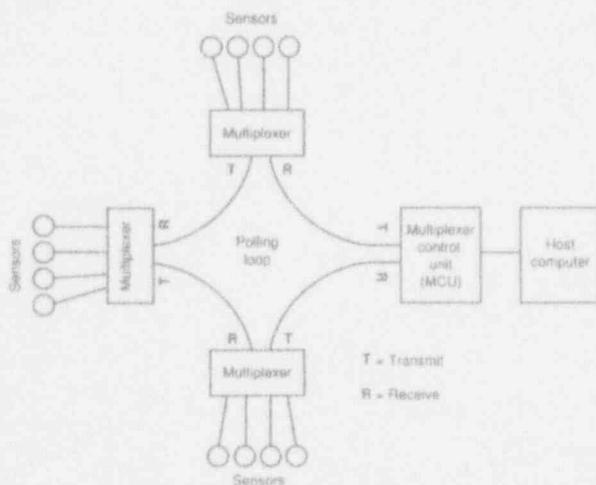 Sensors
Multiplexer
T R
Sensors
Multiplexer
R
T
Polling
loop
T
R
Multiplexer
control
unit
(MCU)
Host
computer
R T
Multiplexer
T = Transmit
R = Receive
Sensors